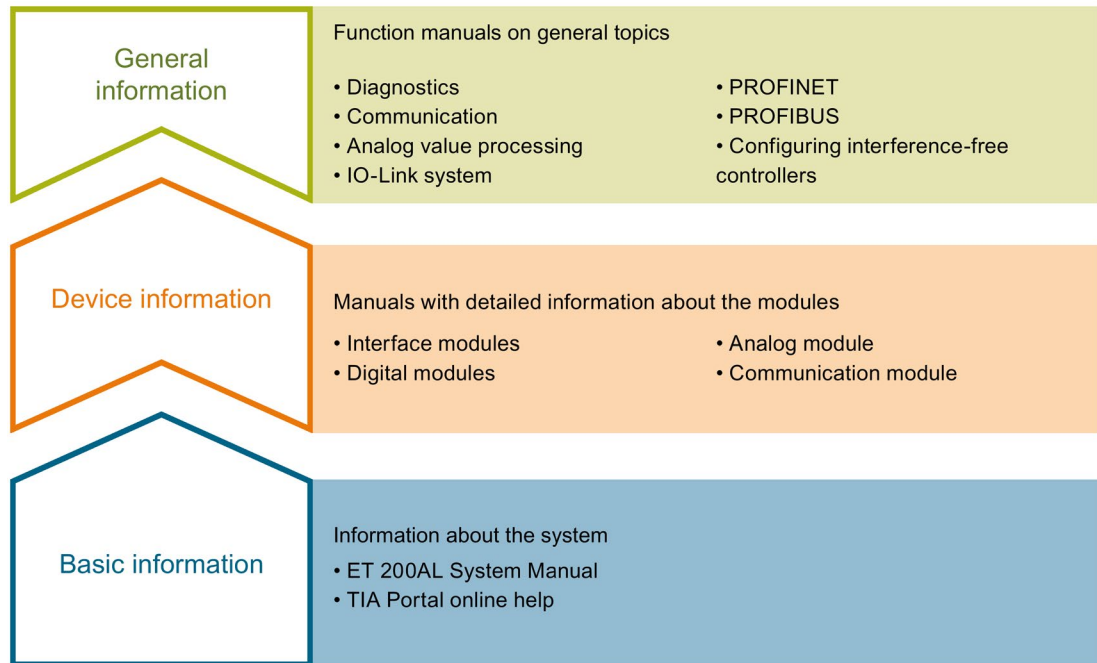 General
information
Function manuals on general topics
• Diagnostics
• Communication
• Analog value processing
• IO-Link system
• PROFINET
• PROFIBUS
• Configuring interference-free
controllers
Device information
Manuals with detailed information about the modules
• Interface modules
• Digital modules
• Analog module
• Communication module
Basic information
Information about the system
• ET 200AL System Manual
• TIA Portal online help